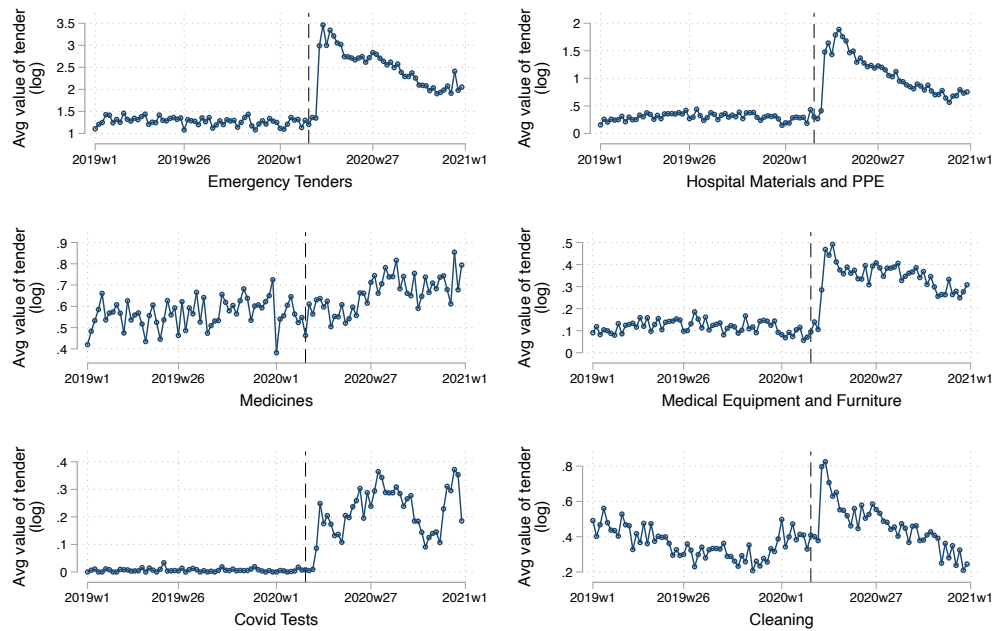 Avg value of tender
(log)
3.5
3
2.5
2
1.5
1
2019w1 2019w26 2020w1 2020w27 2021w1
Emergency Tenders
Avg value of tender
(log)
2
1.5
1
.5
0
2019w1 2019w26 2020w1 2020w27 2021w1
Hospital Materials and PPE
Avg value of tender
(log)
.9
.8
.7
.6
.5
.4
2019w1 2019w26 2020w1 2020w27 2021w1
Medicines
Avg value of tender
(log)
.5
.4
.3
.2
.1
0
2019w1 2019w26 2020w1 2020w27 2021w1
Medical Equipment and Furniture
Avg value of tender
(log)
.4
.3
.2
.1
0
2019w1 2019w26 2020w1 2020w27 2021w1
Covid Tests
Avg value of tender
(log)
.8
.6
.4
.2
2019w1 2019w26 2020w1 2020w27 2021w1
Cleaning